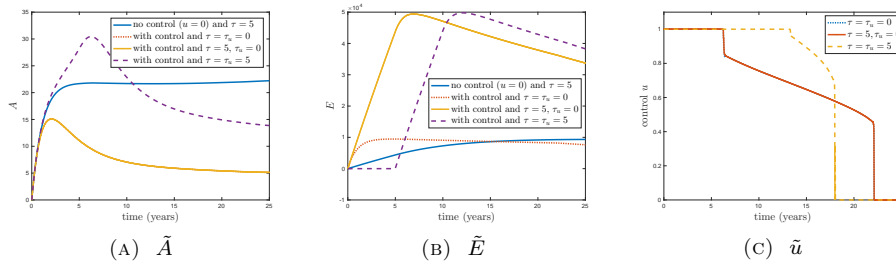 35
30
25
20
15
10
5
0
A
0 5 10 15 20 25
time (years)
no control (u = 0) and τ = 5
with control and τ = τu = 0
with control and τ = 5, τu = 0
with control and τ = τu = 5
(A) Ã
×10⁴
5
4
3
2
1
0
-1
E
0 5 10 15 20 25
time (years)
no control (u = 0) and τ = 5
with control and τ = τu = 0
with control and τ = 5, τu = 0
with control and τ = τu = 5
(B) Ẽ
1
0.8
0.6
0.4
0.2
0
control u
0 5 10 15 20
time (years)
τ = τu = 0
τ = 5, τu = 0
τ = τu = 5
(C) ũ